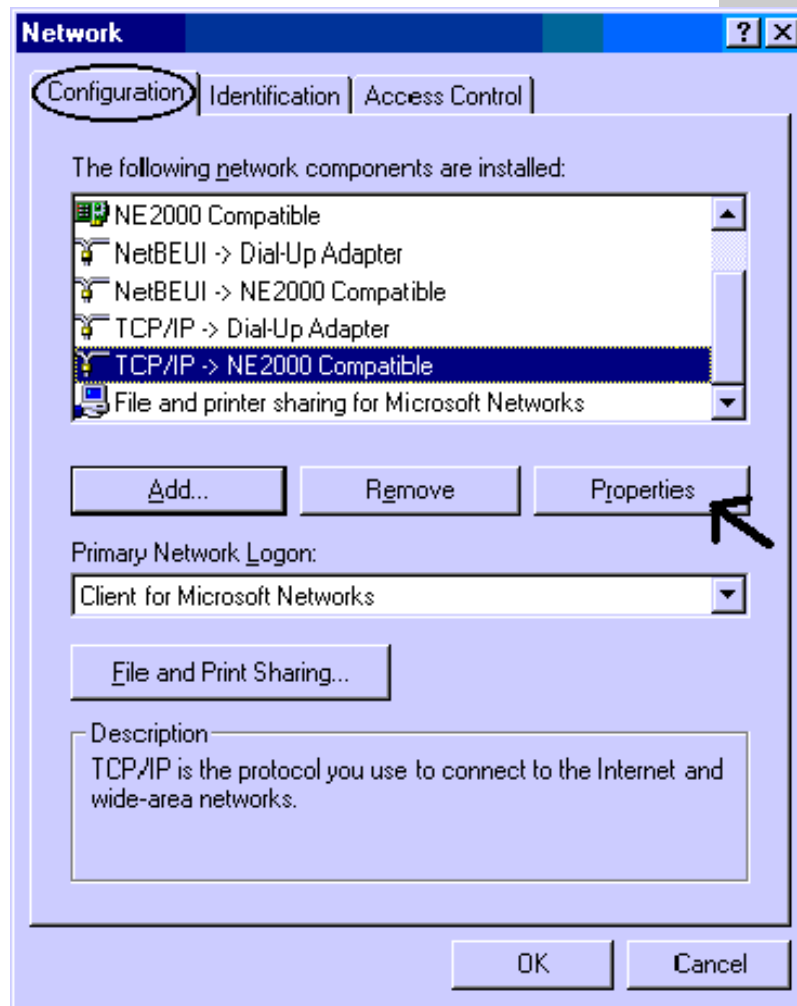 Network
Configuration Identification Access Control
The following network components are installed:
NE2000 Compatible
NetBEUI -> Dial-Up Adapter
NetBEUI -> NE2000 Compatible
TCP/IP -> Dial-Up Adapter
TCP/IP -> NE2000 Compatible
File and printer sharing for Microsoft Networks
Add... Remove Properties
Primary Network Logon:
Client for Microsoft Networks
File and Print Sharing...
Description
TCP/IP is the protocol you use to connect to the Internet and
wide-area networks.
OK Cancel